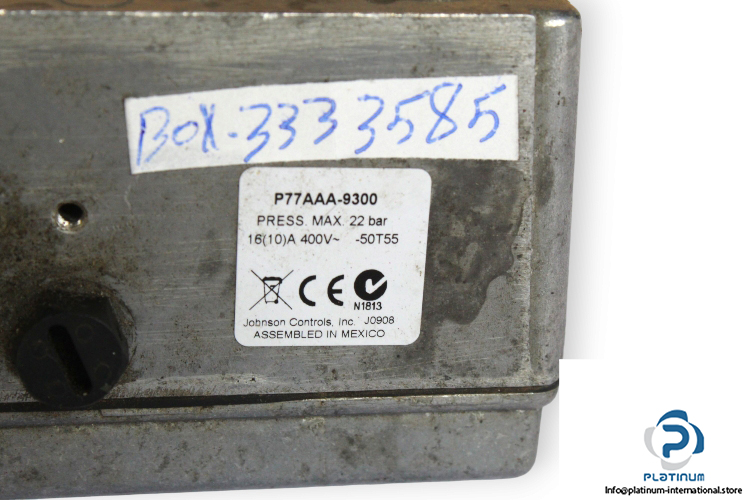 BOX-3333585
P77AAA-9300
PRESS. MAX. 22 bar
16(10)A 400V~ -50T55
CE
N1813
Johnson Controls, Inc. J0908
ASSEMBLED IN MEXICO
PLATINUM
Info@platinum-international.store